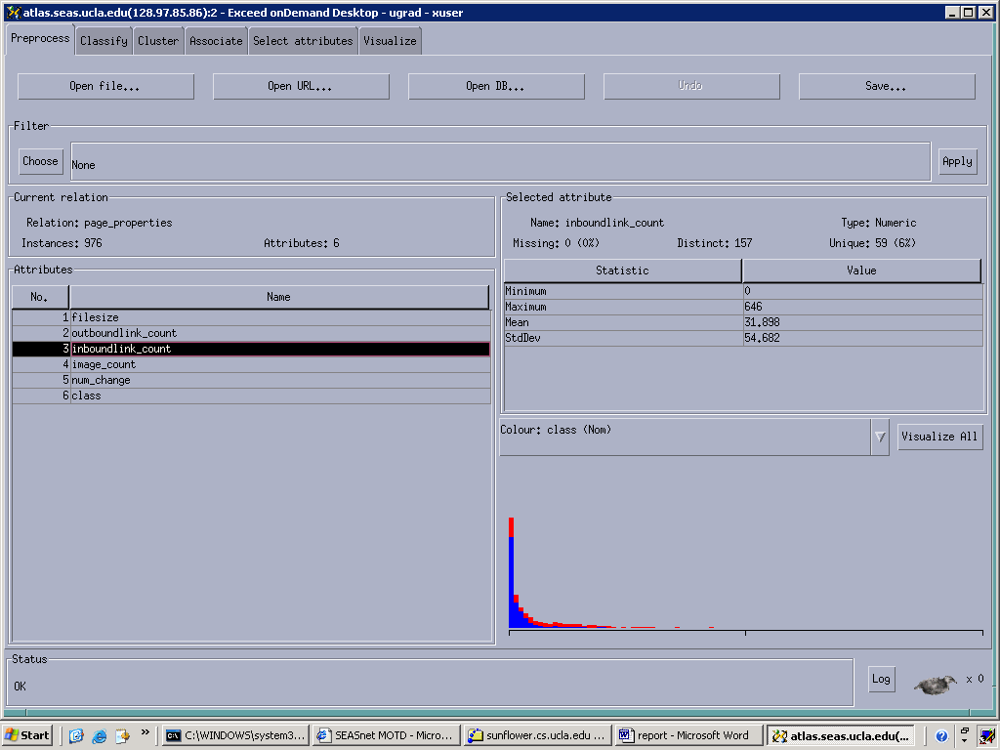 atlas.seas.ucla.edu(128.97.85.86):2 - Exceed onDemand Desktop - ugrad - xuser
Preprocess Classify Cluster Associate Select attributes Visualize
Open file... Open URL... Open DB... Undo Save...
Filter
Choose None Apply
Current relation
Relation: page_properties
Instances: 976 Attributes: 6
Attributes
No. Name
1 filesize
2 outboundlink_count
3 inboundlink_count
4 image_count
5 num_change
6 class
Selected attribute
Name: inboundlink_count Type: Numeric
Missing: 0 (0%) Distinct: 157 Unique: 59 (6%)
Statistic Value
Minimum 0
Maximum 646
Mean 31.898
StdDev 54.682
Colour: class (Nom) Visualize All
Status
OK Log x 0
Start » C:\WINDOWS\system3... SEASnet MOTD - Micro... sunflower.cs.ucla.edu ... report - Microsoft Word atlas.seas.ucla.edu(...